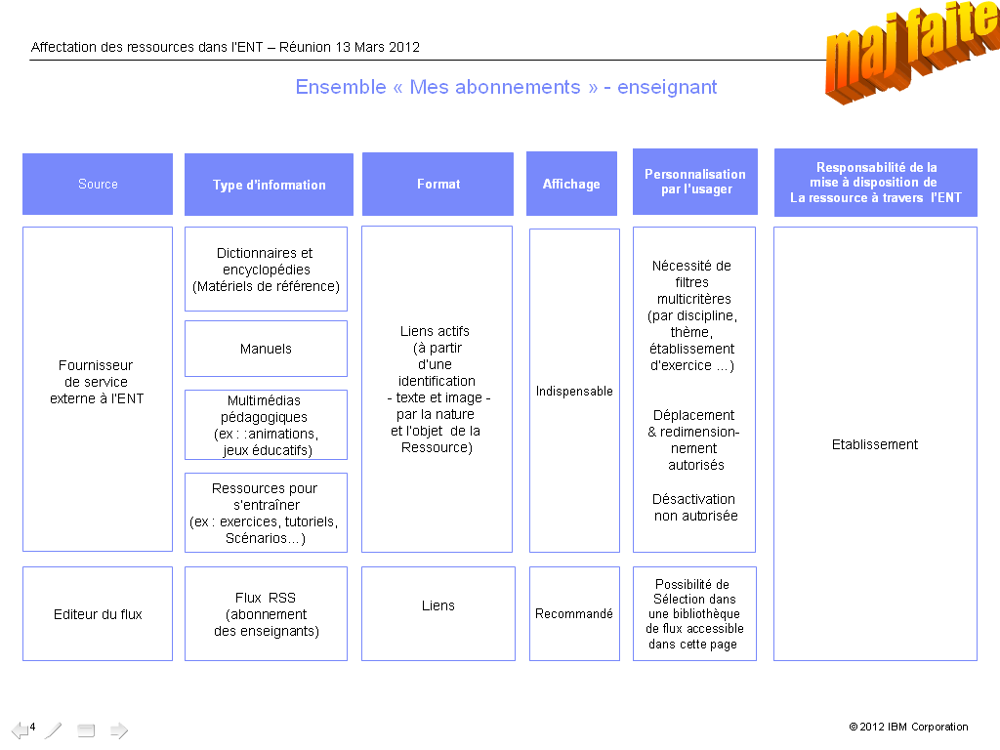 Affectation des ressources dans l'ENT – Réunion 13 Mars 2012
maj faite
Ensemble « Mes abonnements » - enseignant
Source
Type d'information
Format
Affichage
Personnalisation
par l'usager
Responsabilité de la
mise à disposition de
La ressource à travers l'ENT
Fournisseur
de service
externe à l'ENT
Dictionnaires et
encyclopédies
(Matériels de référence)
Manuels
Multimédias
pédagogiques
(ex : :animations,
jeux éducatifs)
Ressources pour
s'entraîner
(ex : exercices, tutoriels,
Scénarios…)
Liens actifs
(à partir
d'une
identification
- texte et image -
par la nature
et l'objet de la
Ressource)
Indispensable
Nécessité de
filtres
multicritères
(par discipline,
thème,
établissement
d'exercice …)
Déplacement
& redimension-
nement
autorisés
Désactivation
non autorisée
Etablissement
Editeur du flux
Flux RSS
(abonnement
des enseignants)
Liens
Recommandé
Possibilité de
Sélection dans
une bibliothèque
de flux accessible
dans cette page
4
© 2012 IBM Corporation